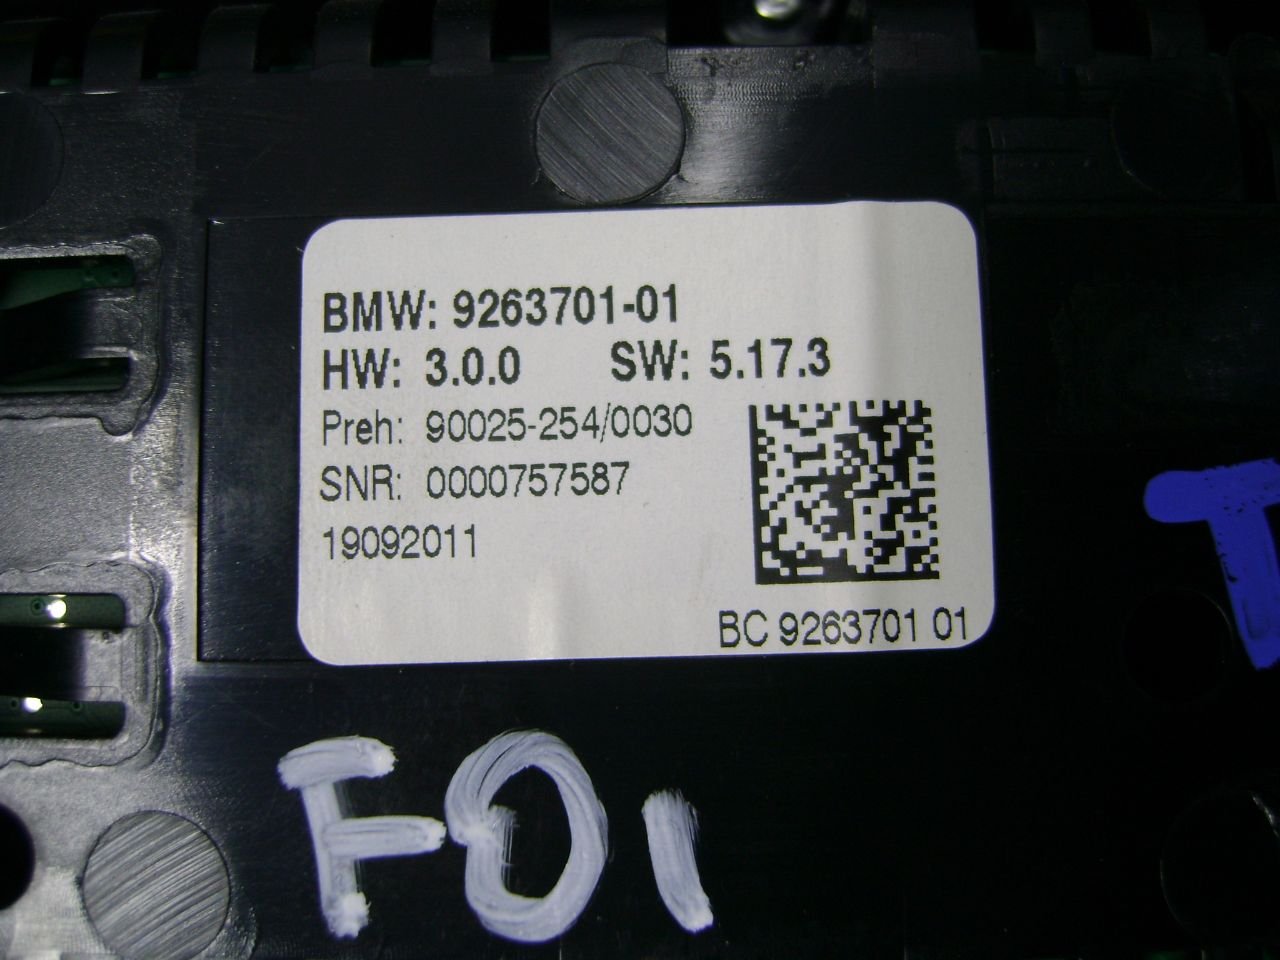 BMW: 9263701-01
HW: 3.0.0 SW: 5.17.3
Preh: 90025-254/0030
SNR: 0000757587
19092011
BC 9263701 01
F01